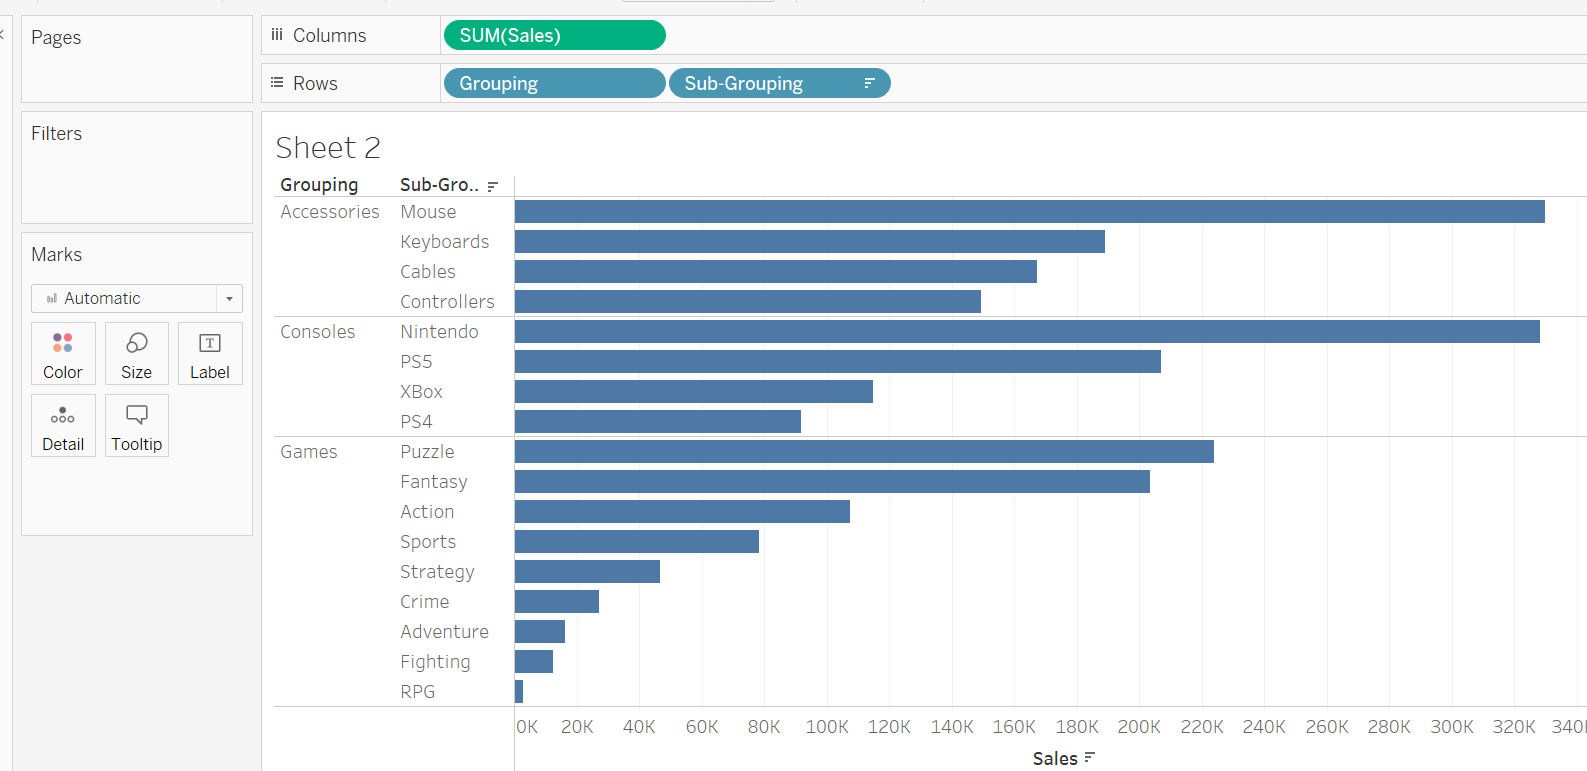 Pages
Columns
SUM(Sales)
Rows
Grouping
Sub-Grouping
Filters
Marks
Automatic
Color
Size
Label
Detail
Tooltip
Sheet 2
Grouping Sub-Gro..
Accessories Mouse
Keyboards
Cables
Controllers
Consoles Nintendo
PS5
XBox
PS4
Games Puzzle
Fantasy
Action
Sports
Strategy
Crime
Adventure
Fighting
RPG
0K 20K 40K 60K 80K 100K 120K 140K 160K 180K 200K 220K 240K 260K 280K 300K 320K 340K
Sales